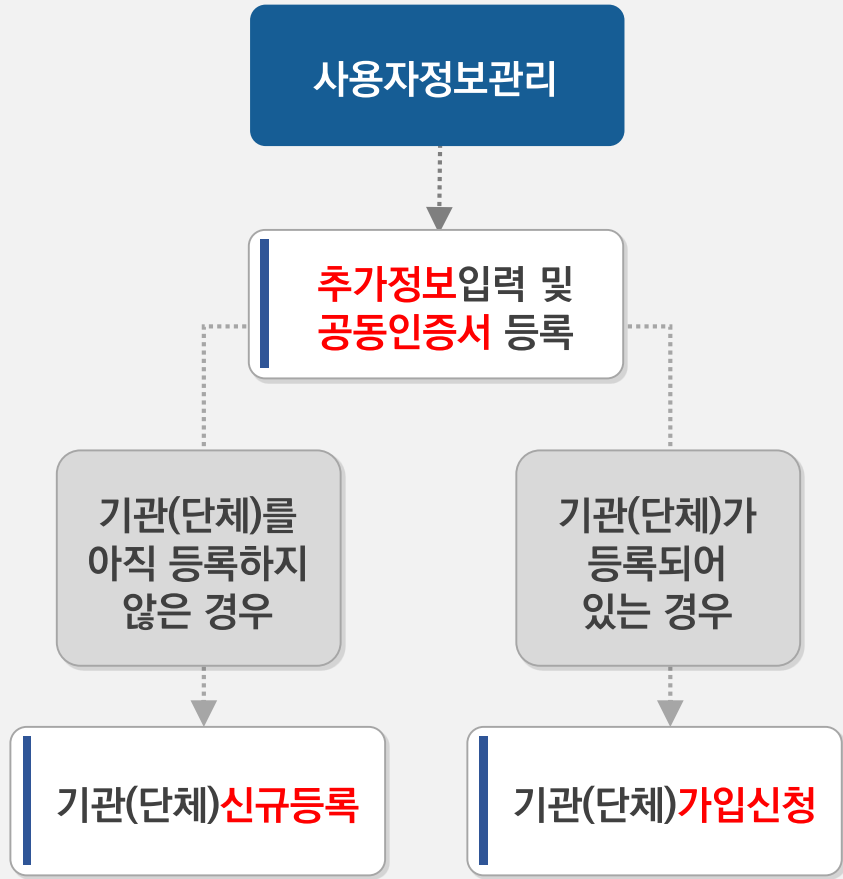 사용자정보관리
추가정보입력 및
공동인증서 등록
기관(단체)를
아직 등록하지
않은 경우
기관(단체)가
등록되어
있는 경우
기관(단체)신규등록
기관(단체)가입신청